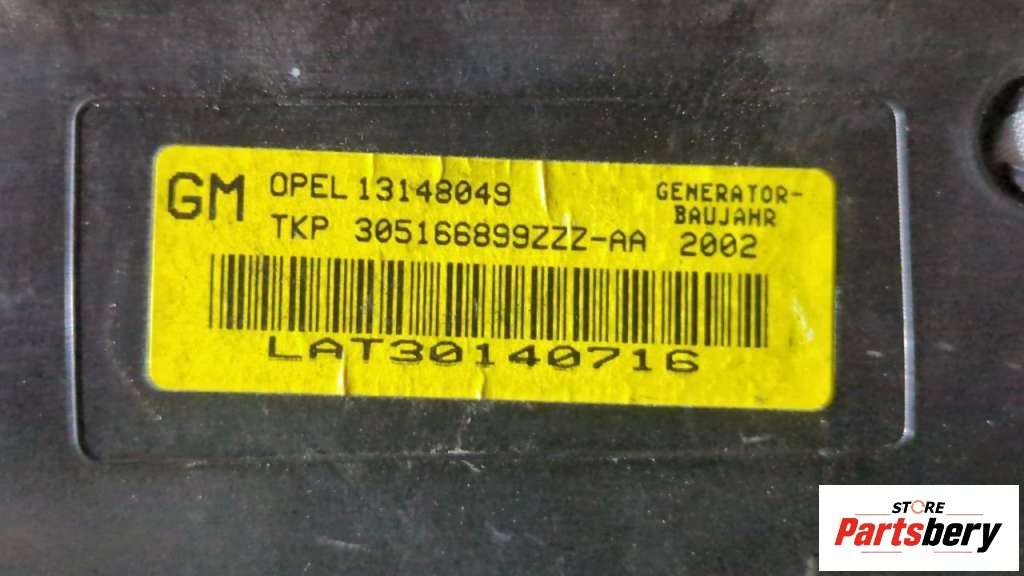 GM
OPEL 13148049
GENERATOR-
BAUJAHR
TKP 305166899ZZZ-AA 2002
LAT30140716
STORE
Partsbery